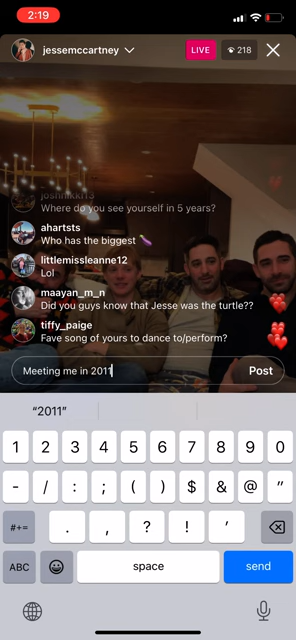 2:19
jessemccartney
LIVE
218
joshnikki13
Where do you see yourself in 5 years?
ahartsts
Who has the biggest 🍆
littlemissleanne12
Lol
maayan_m_n
Did you guys know that Jesse was the turtle??
tiffy_paige
Fave song of yours to dance to/perform?
Meeting me in 2011
Post
“2011”
1 2 3 4 5 6 7 8 9 0
- / : ; ( ) $ & @ ”
#+= . , ? ! ’
ABC space send